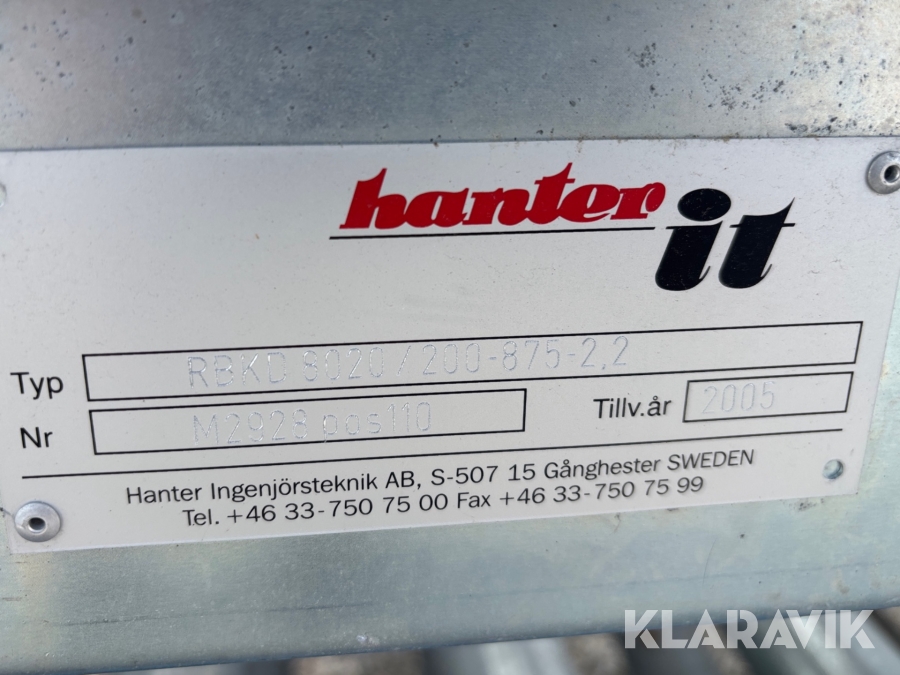 hanter
it
Typ RBKD 8020/200-875-2,2
Nr M2928 pos110 Tillv.år 2005
Hanter Ingenjörsteknik AB, S-507 15 Gånghester SWEDEN
Tel. +46 33-750 75 00 Fax +46 33-750 75 99
KLARAVIK